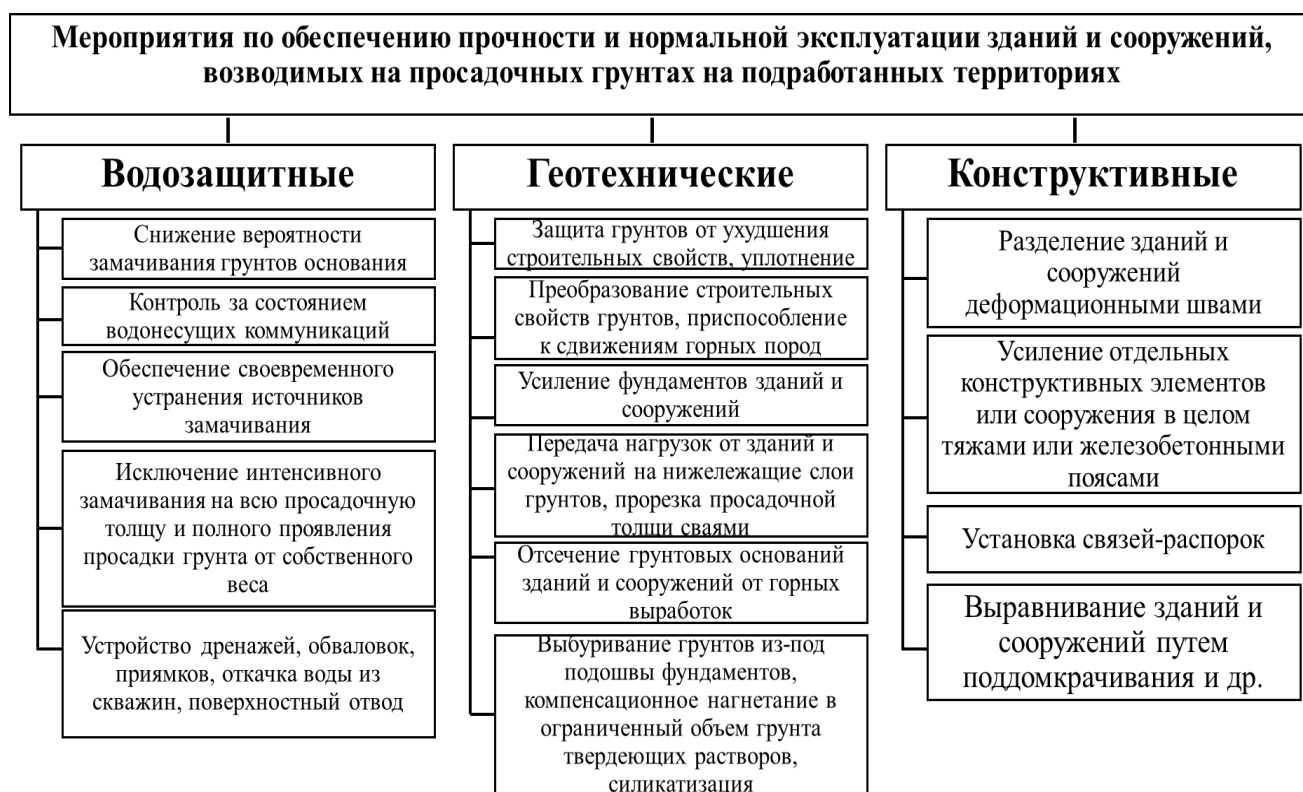 Мероприятия по обеспечению прочности и нормальной эксплуатации зданий и сооружений,
возводимых на просадочных грунтах на подработанных территориях
Водозащитные
Снижение вероятности
замачивания грунтов основания
Контроль за состоянием
водонесущих коммуникаций
Обеспечение своевременного
устранения источников
замачивания
Исключение интенсивного
замачивания на всю просадочную
толщу и полного проявления
просадки грунта от собственного
веса
Устройство дренажей, обваловок,
приямков, откачка воды из
скважин, поверхностный отвод
Геотехнические
Защита грунтов от ухудшения
строительных свойств, уплотнение
Преобразование строительных
свойств грунтов, приспособление
к сдвижениям горных пород
Усиление фундаментов зданий и
сооружений
Передача нагрузок от зданий и
сооружений на нижележащие слои
грунтов, прорезка просадочной
толщи сваями
Отсечение грунтовых оснований
зданий и сооружений от горных
выработок
Выбуривание грунтов из-под
подошвы фундаментов,
компенсационное нагнетание в
ограниченный объем грунта
твердеющих растворов,
силикатизация
Конструктивные
Разделение зданий и
сооружений
деформационными швами
Усиление отдельных
конструктивных элементов
или сооружения в целом
тяжами или железобетонными
поясами
Установка связей-распорок
Выравнивание зданий и
сооружений путем
поддомкрачивания и др.